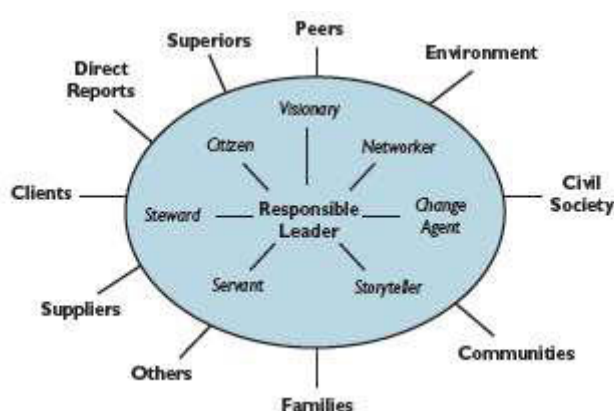 Peers
Superiors
Environment
Direct
Reports
Visionary
Citizen
Networker
Clients
Civil
Society
Steward
Responsible
Leader
Change
Agent
Servant
Storyteller
Suppliers
Others
Communities
Families